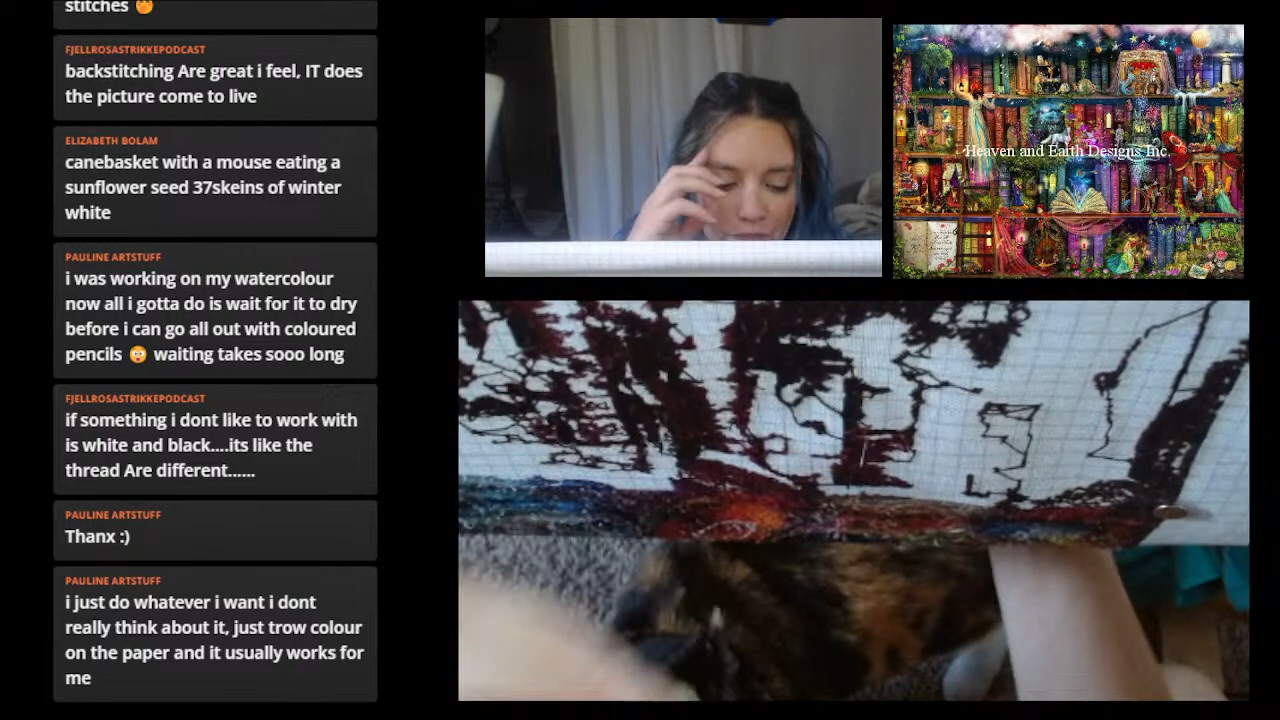 stitches 🤭
FJELLROSASTRIKKEPODCAST
backstitching Are great i feel, IT does
the picture come to live
ELIZABETH BOLAM
canebasket with a mouse eating a
sunflower seed 37skeins of winter
white
PAULINE ARTSTUFF
i was working on my watercolour
now all i gotta do is wait for it to dry
before i can go all out with coloured
pencils 😳 waiting takes sooo long
FJELLROSASTRIKKEPODCAST
if something i dont like to work with
is white and black....its like the
thread Are different......
PAULINE ARTSTUFF
Thanx :)
PAULINE ARTSTUFF
i just do whatever i want i dont
really think about it, just trow colour
on the paper and it usually works for
me
Heaven and Earth Designs Inc.